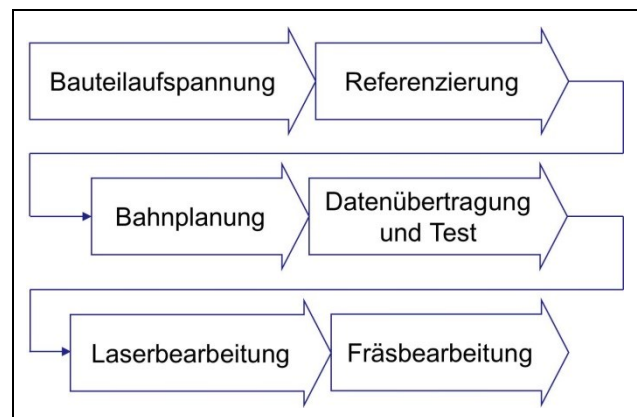 Bauteilaufspannung
Referenzierung
Bahnplanung
Datenübertragung
und Test
Laserbearbeitung
Fräsbearbeitung